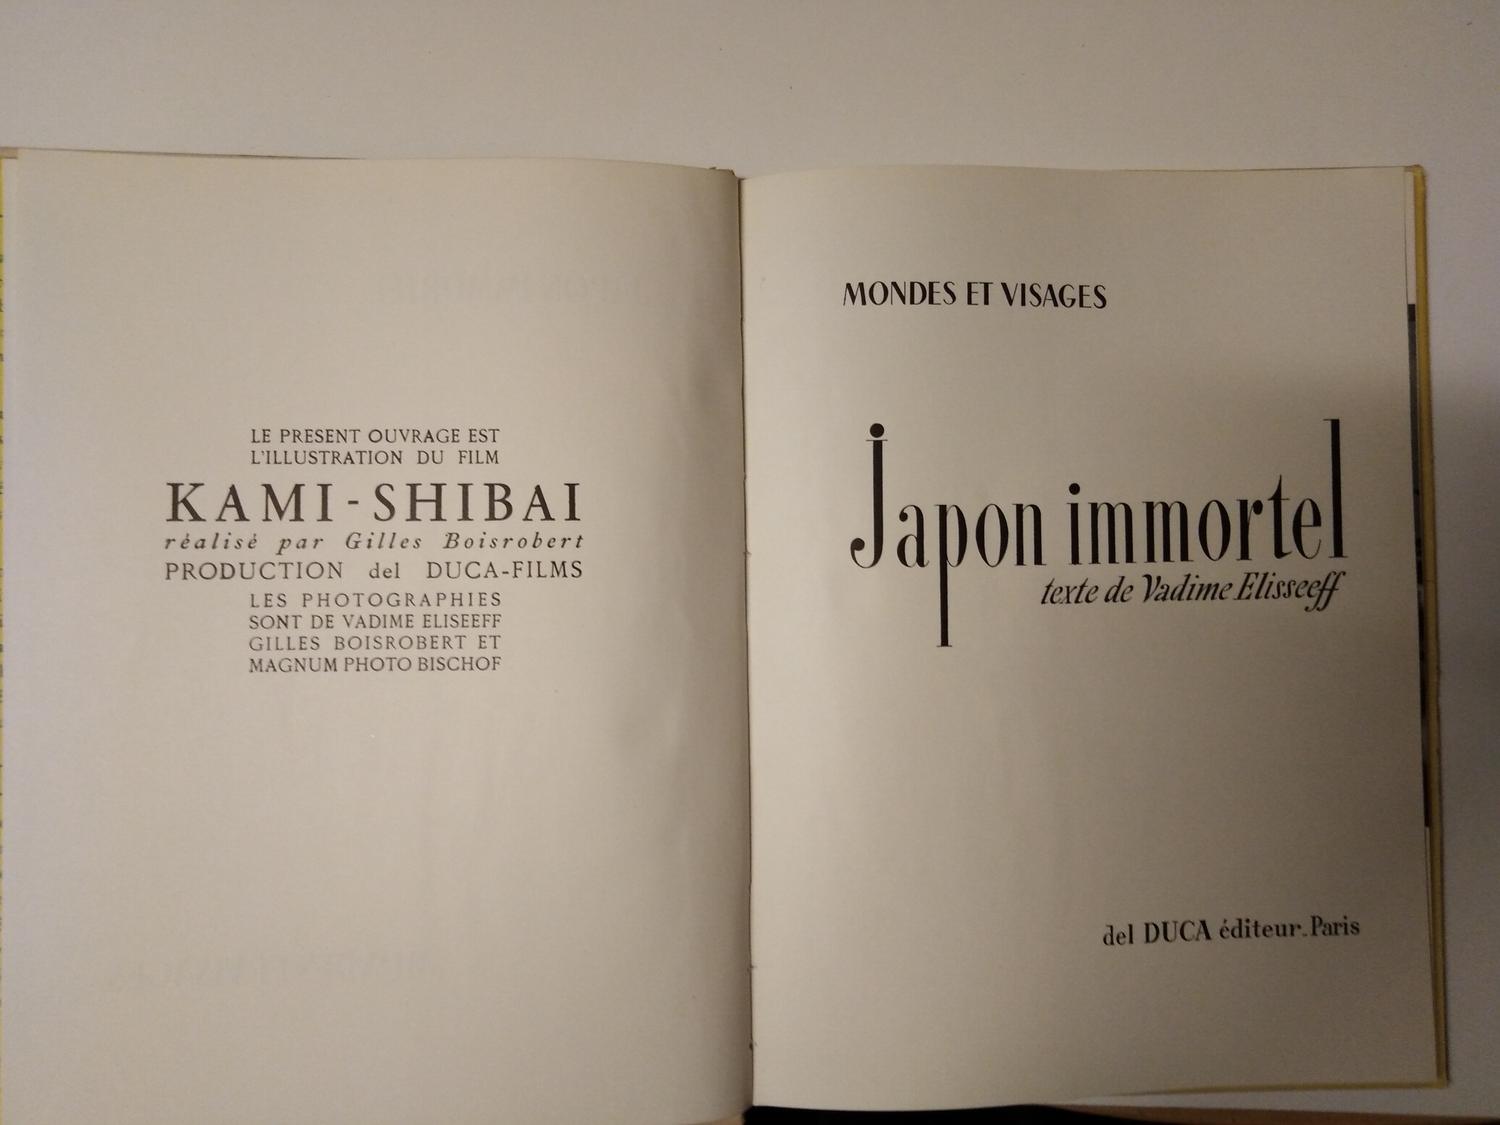 LE PRESENT OUVRAGE EST
L'ILLUSTRATION DU FILM
KAMI-SHIBAI
réalisé par Gilles Boisrobert
PRODUCTION del DUCA-FILMS
LES PHOTOGRAPHIES
SONT DE VADIME ELISEEFF
GILLES BOISROBERT ET
MAGNUM PHOTO BISCHOF
MONDES ET VISAGES
Japon immortel
texte de Vadime Elisseeff
del DUCA éditeur-Paris